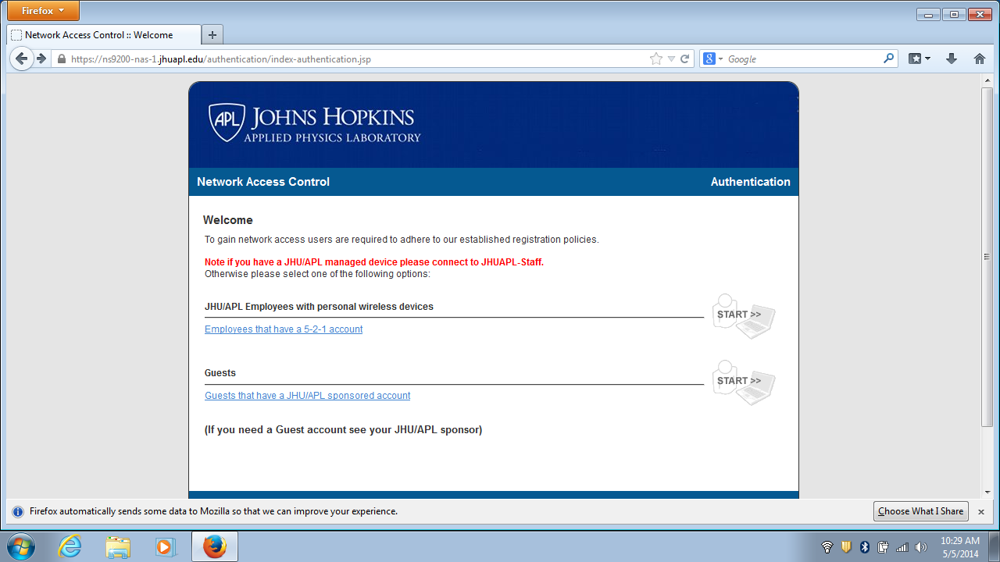 Firefox
Network Access Control :: Welcome
https://ns9200-nas-1.jhuapl.edu/authentication/index-authentication.jsp
Google
APL JOHNS HOPKINS
APPLIED PHYSICS LABORATORY
Network Access Control Authentication
Welcome
To gain network access users are required to adhere to our established registration policies.
Note if you have a JHU/APL managed device please connect to JHUAPL-Staff.
Otherwise please select one of the following options:
JHU/APL Employees with personal wireless devices
START >>
Employees that have a 5-2-1 account
Guests
START >>
Guests that have a JHU/APL sponsored account
(If you need a Guest account see your JHU/APL sponsor)
Firefox automatically sends some data to Mozilla so that we can improve your experience. Choose What I Share
10:29 AM
5/5/2014